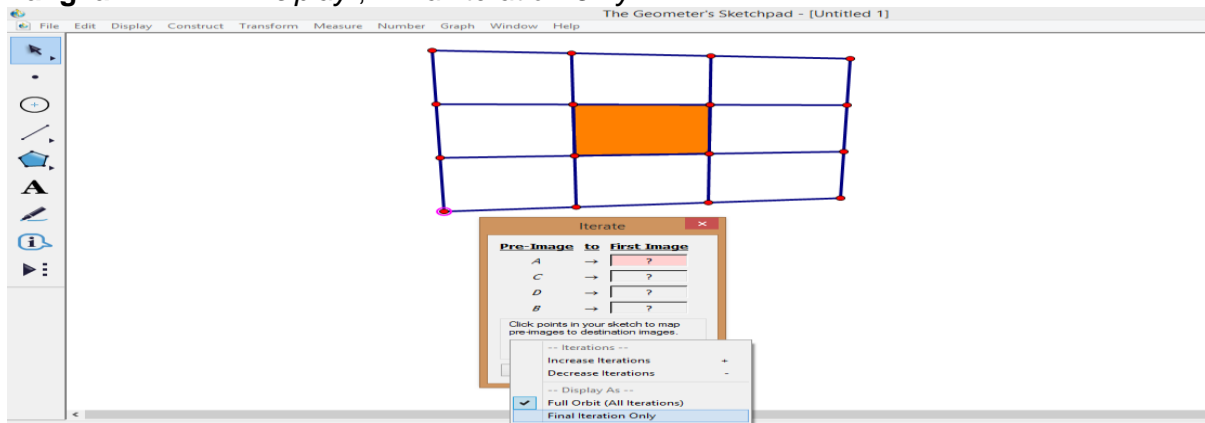 The Geometer's Sketchpad - [Untitled 1]
File Edit Display Construct Transform Measure Number Graph Window Help
A
Iterate
Pre-Image to First Image
A → ?
C → ?
D → ?
B → ?
Click points in your sketch to map
pre-images to destination images.
-- Iterations --
Increase Iterations +
Decrease Iterations -
-- Display As --
Full Orbit (All Iterations)
Final Iteration Only